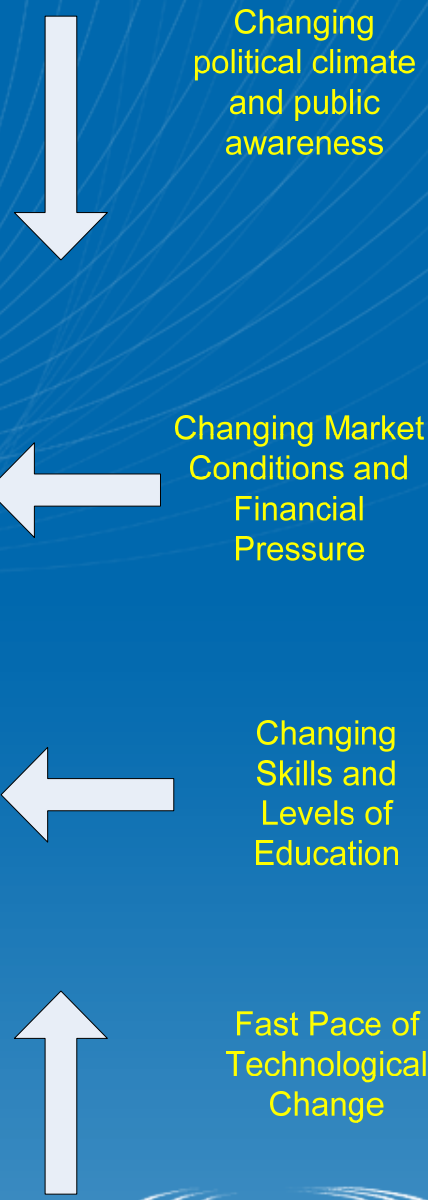 Changing
political climate
and public
awareness
Changing Market
Conditions and
Financial
Pressure
Changing
Skills and
Levels of
Education
Fast Pace of
Technological
Change